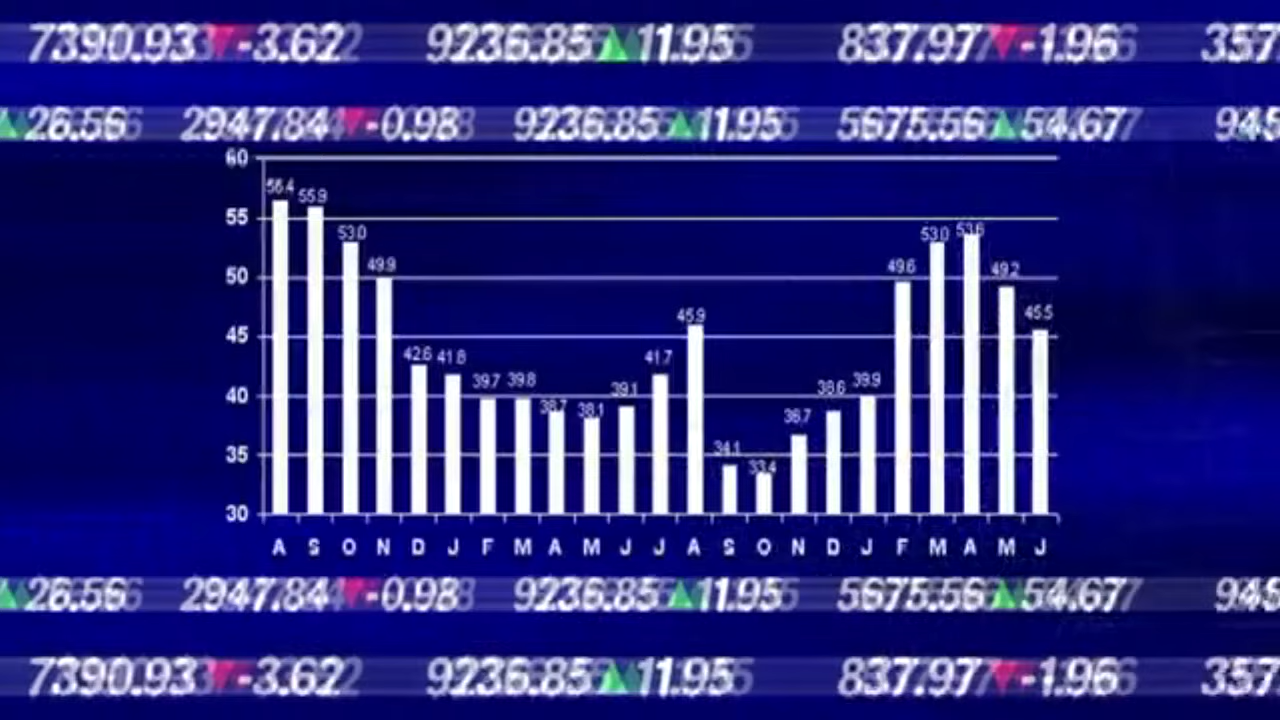 7390.93 -3.62 9236.85 11.95 837.97 -1.96 357
26.56 2947.84 -0.98 9236.85 11.95 5675.56 54.67 945
60
56.4 55.9 53.0 49.9 42.6 41.8 39.7 39.8 38.7 38.1 39.1 41.7 45.9 34.1 33.4 36.7 38.6 39.9 49.6 53.0 53.6 49.2 45.5
55
50
45
40
35
30
A S O N D J F M A M J J A S O N D J F M A M J
26.56 2947.84 -0.98 9236.85 11.95 5675.56 54.67 945
7390.93 -3.62 9236.85 11.95 837.97 -1.96 357